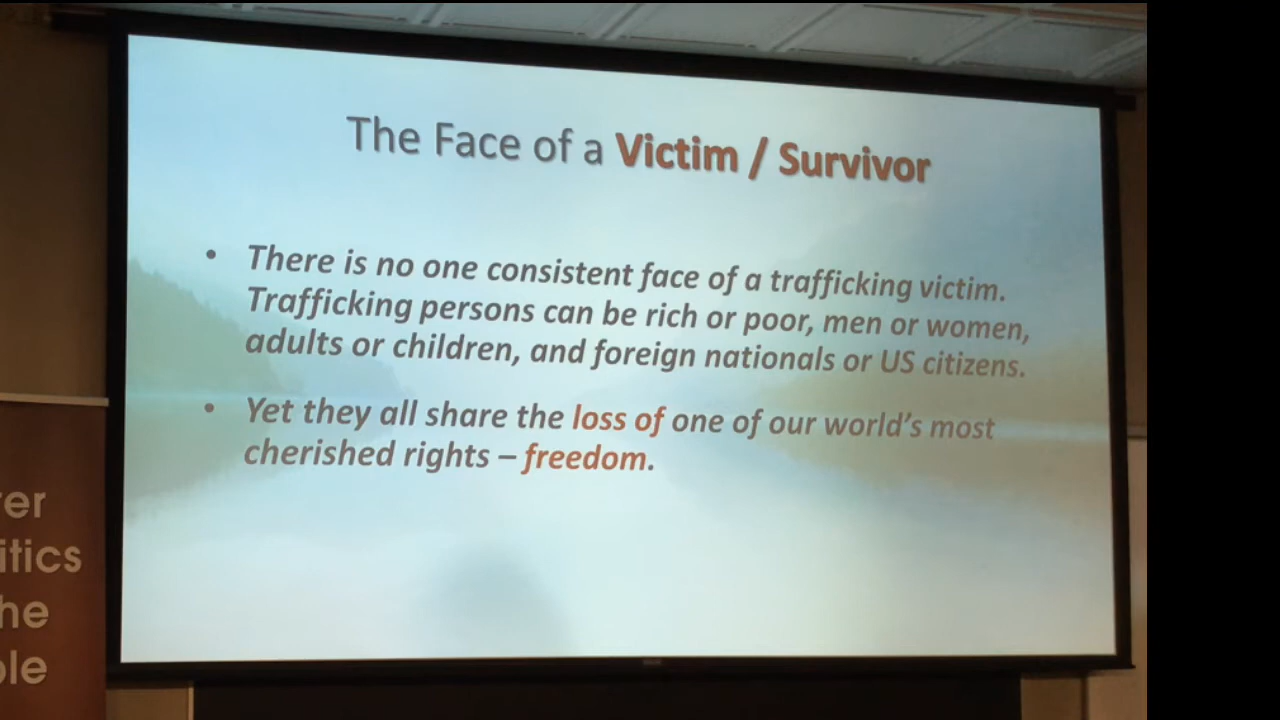 The Face of a Victim / Survivor
• There is no one consistent face of a trafficking victim.
Trafficking persons can be rich or poor, men or women,
adults or children, and foreign nationals or US citizens.
• Yet they all share the loss of one of our world's most
cherished rights – freedom.
er
itics
he
ole